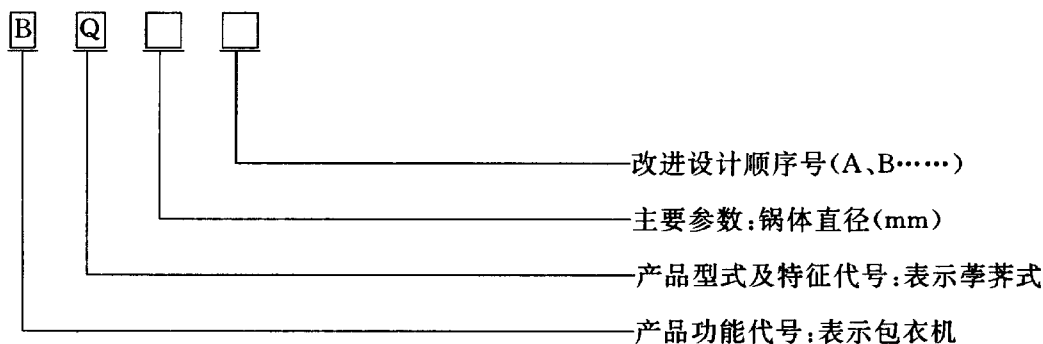 B Q
改进设计顺序号(A、B……)
主要参数:锅体直径(mm)
产品型式及特征代号:表示荸荠式
产品功能代号:表示包衣机